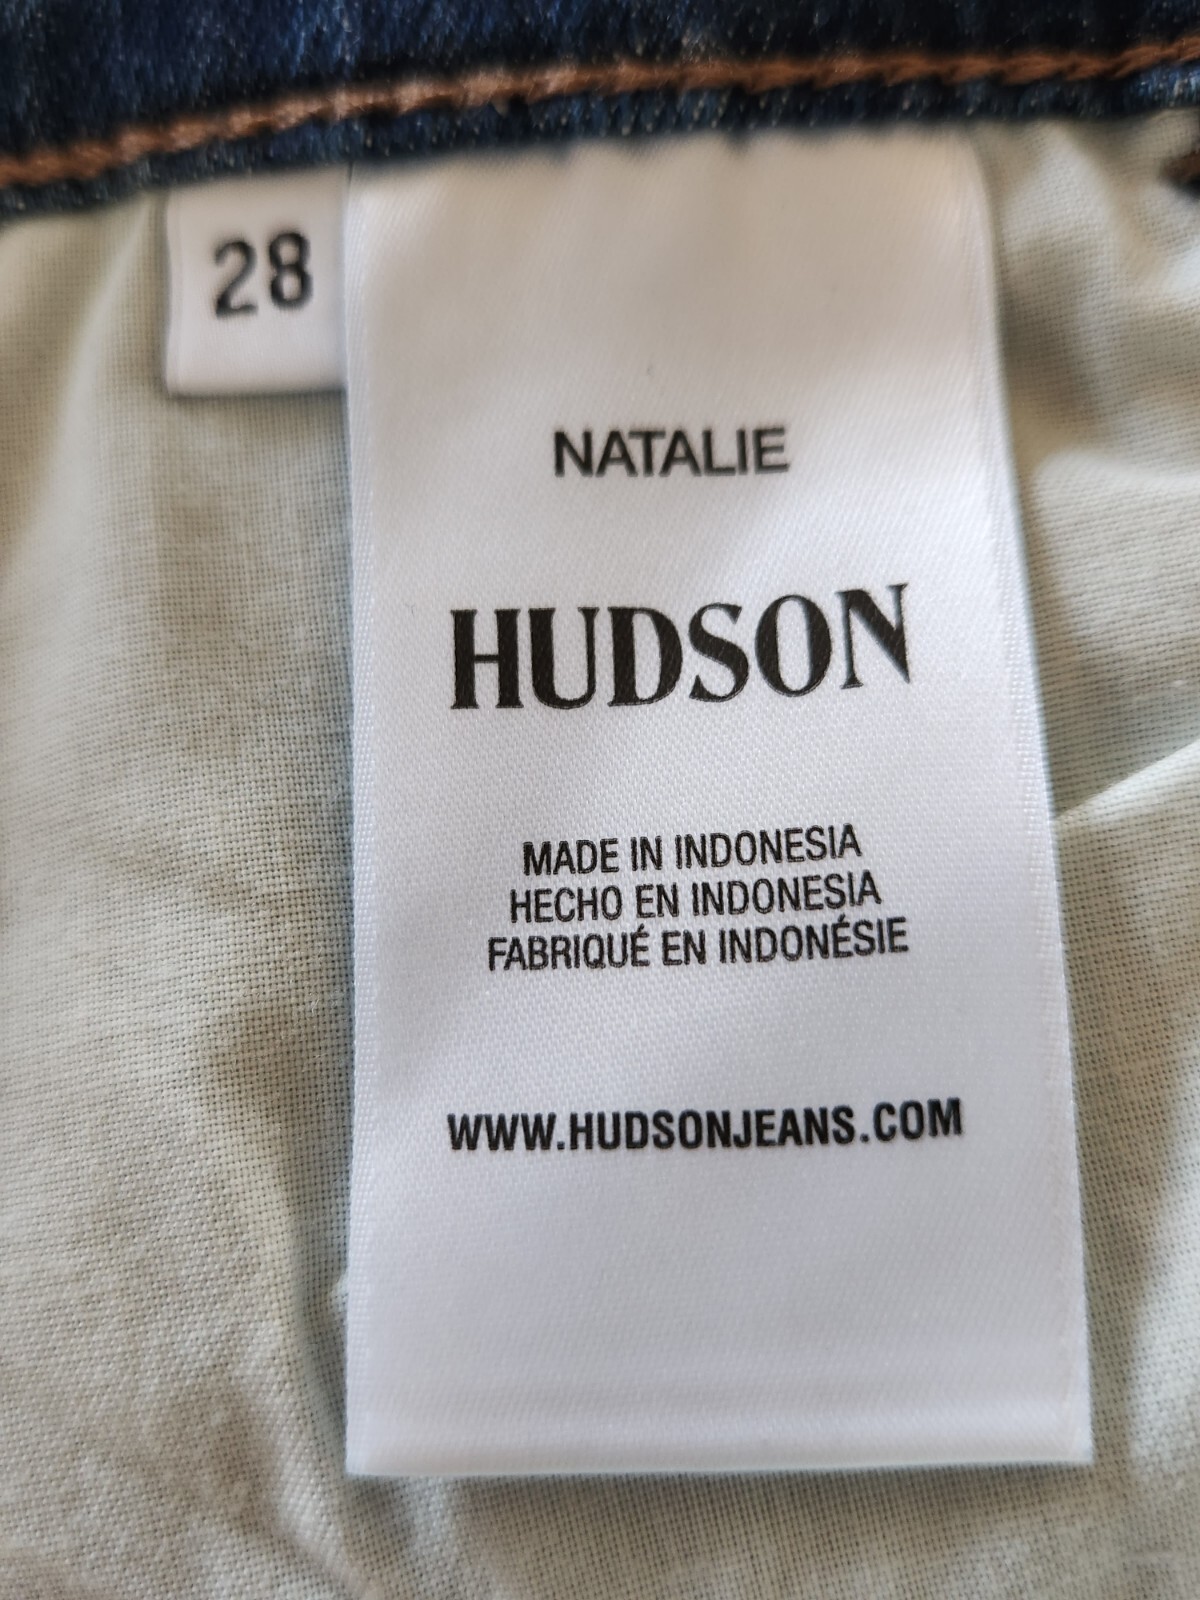 28
NATALIE
HUDSON
MADE IN INDONESIA
HECHO EN INDONESIA
FABRIQUÉ EN INDONÉSIE
WWW.HUDSONJEANS.COM